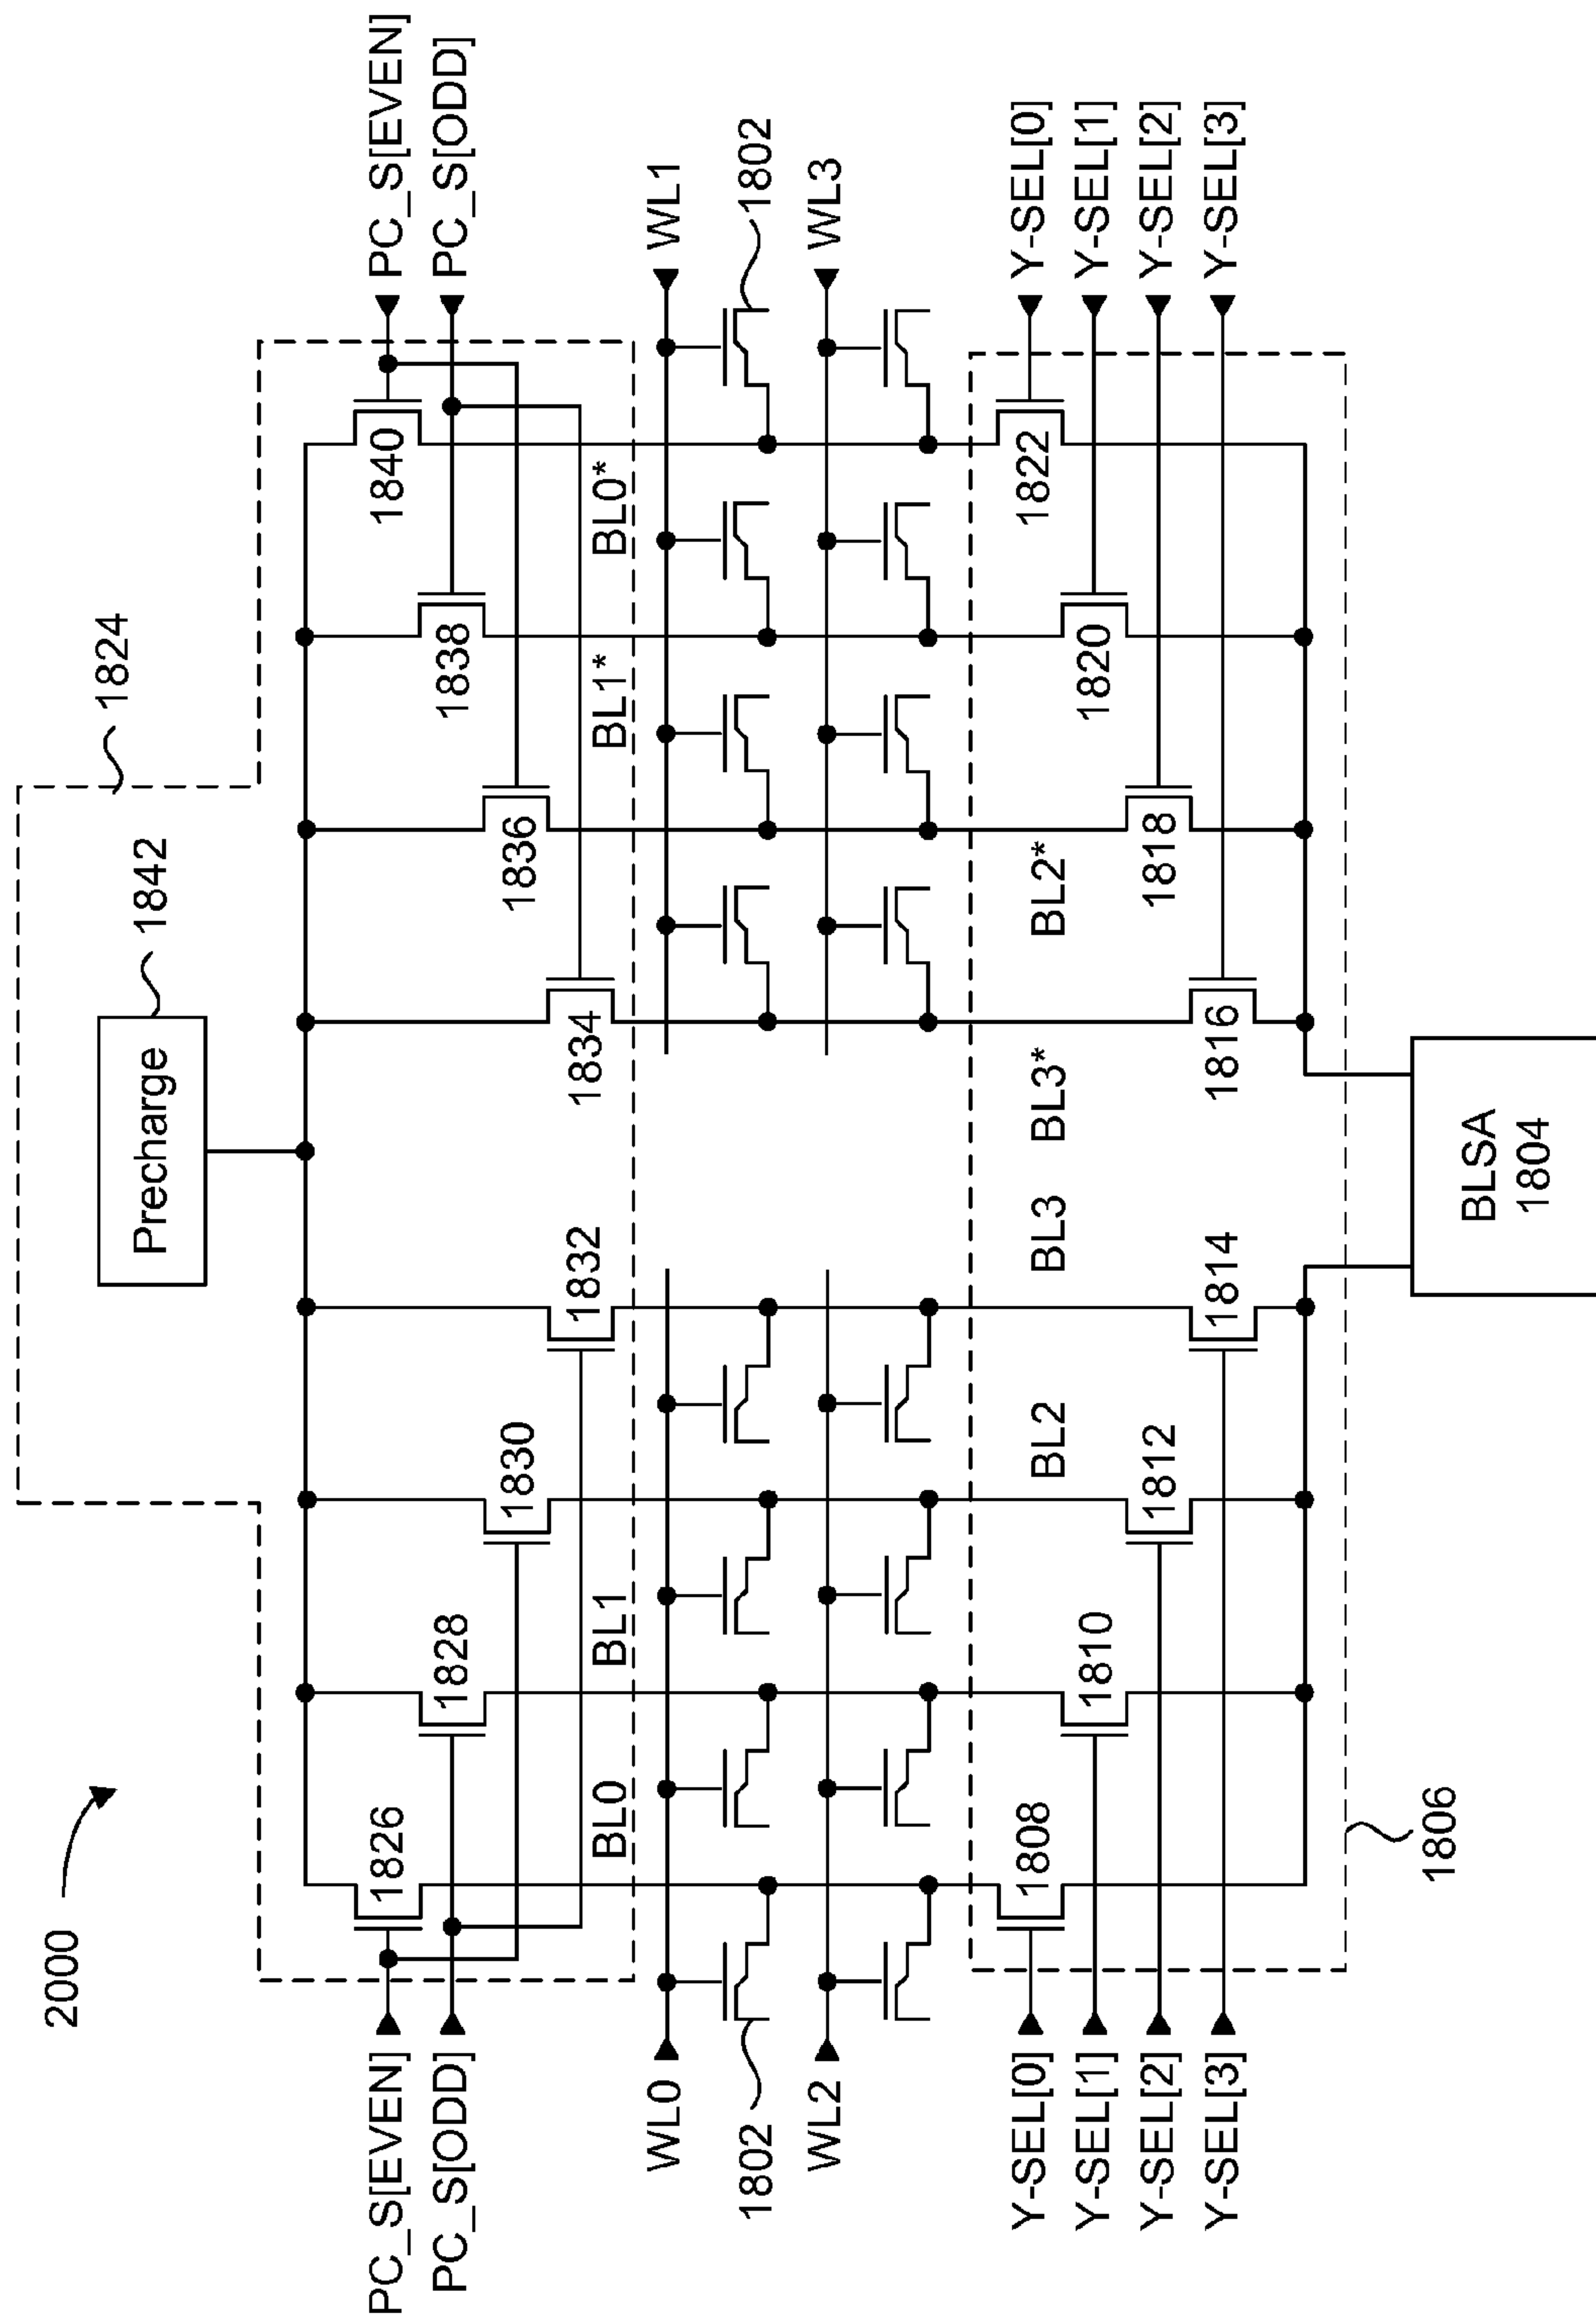 2000
1824
Precharge
1842
PC_S[EVEN]
PC_S[ODD]
PC_S[EVEN]
PC_S[ODD]
1826
1828
1830
1832
1834
1836
1838
1840
BL0
BL1
BL1*
BL0*
WL0
WL1
1802
1802
WL2
WL3
BL2
BL3
BL3*
BL2*
Y-SEL[0]
Y-SEL[1]
Y-SEL[2]
Y-SEL[3]
1808
1810
1812
1814
1816
1818
1820
1822
Y-SEL[0]
Y-SEL[1]
Y-SEL[2]
Y-SEL[3]
1806
BLSA
1804